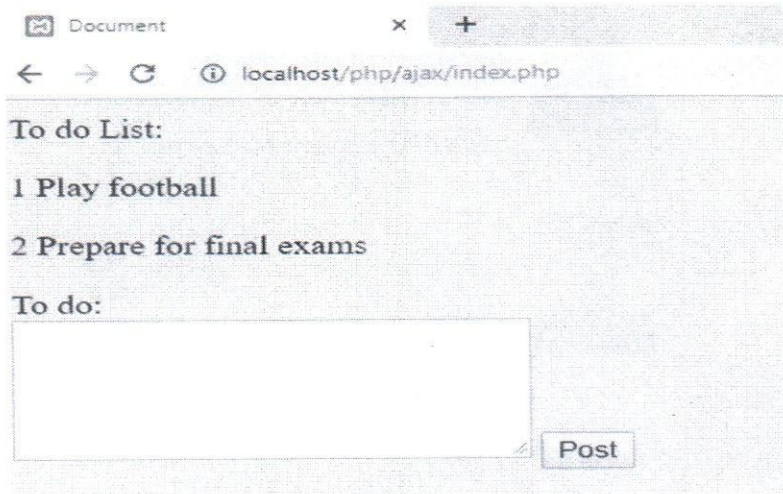 Document
localhost/php/ajax/index.php
To do List:
1 Play football
2 Prepare for final exams
To do:
Post